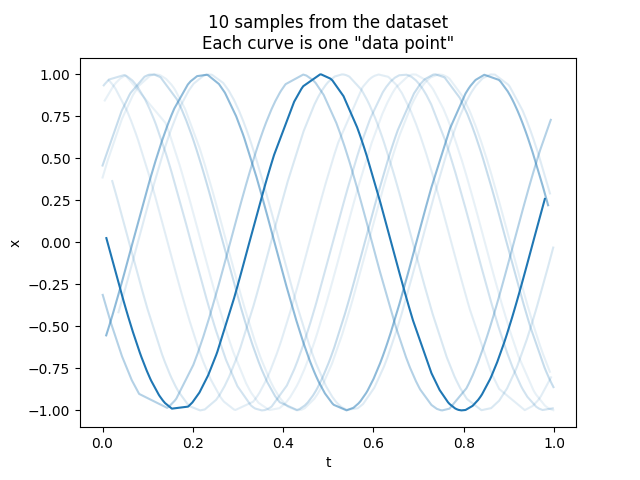 10 samples from the dataset
Each curve is one "data point"
1.00
0.75
0.50
0.25
0.00
−0.25
−0.50
−0.75
−1.00
x
0.0 0.2 0.4 0.6 0.8 1.0
t